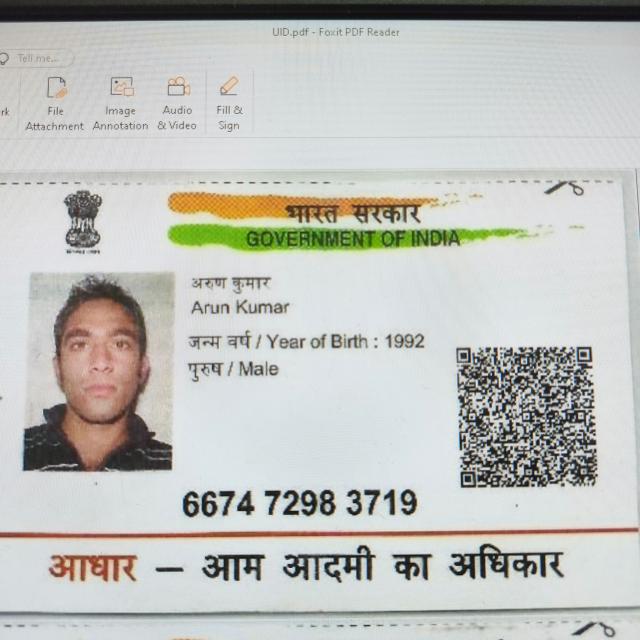 UID.pdf - Foxit PDF Reader
Tell me...
rk
File Attachment
Image Annotation
Audio & Video
Fill & Sign
भारत सरकार
GOVERNMENT OF INDIA
अरुण कुमार
Arun Kumar
जन्म वर्ष / Year of Birth : 1992
पुरुष / Male
6674 7298 3719
आधार – आम आदमी का अधिकार